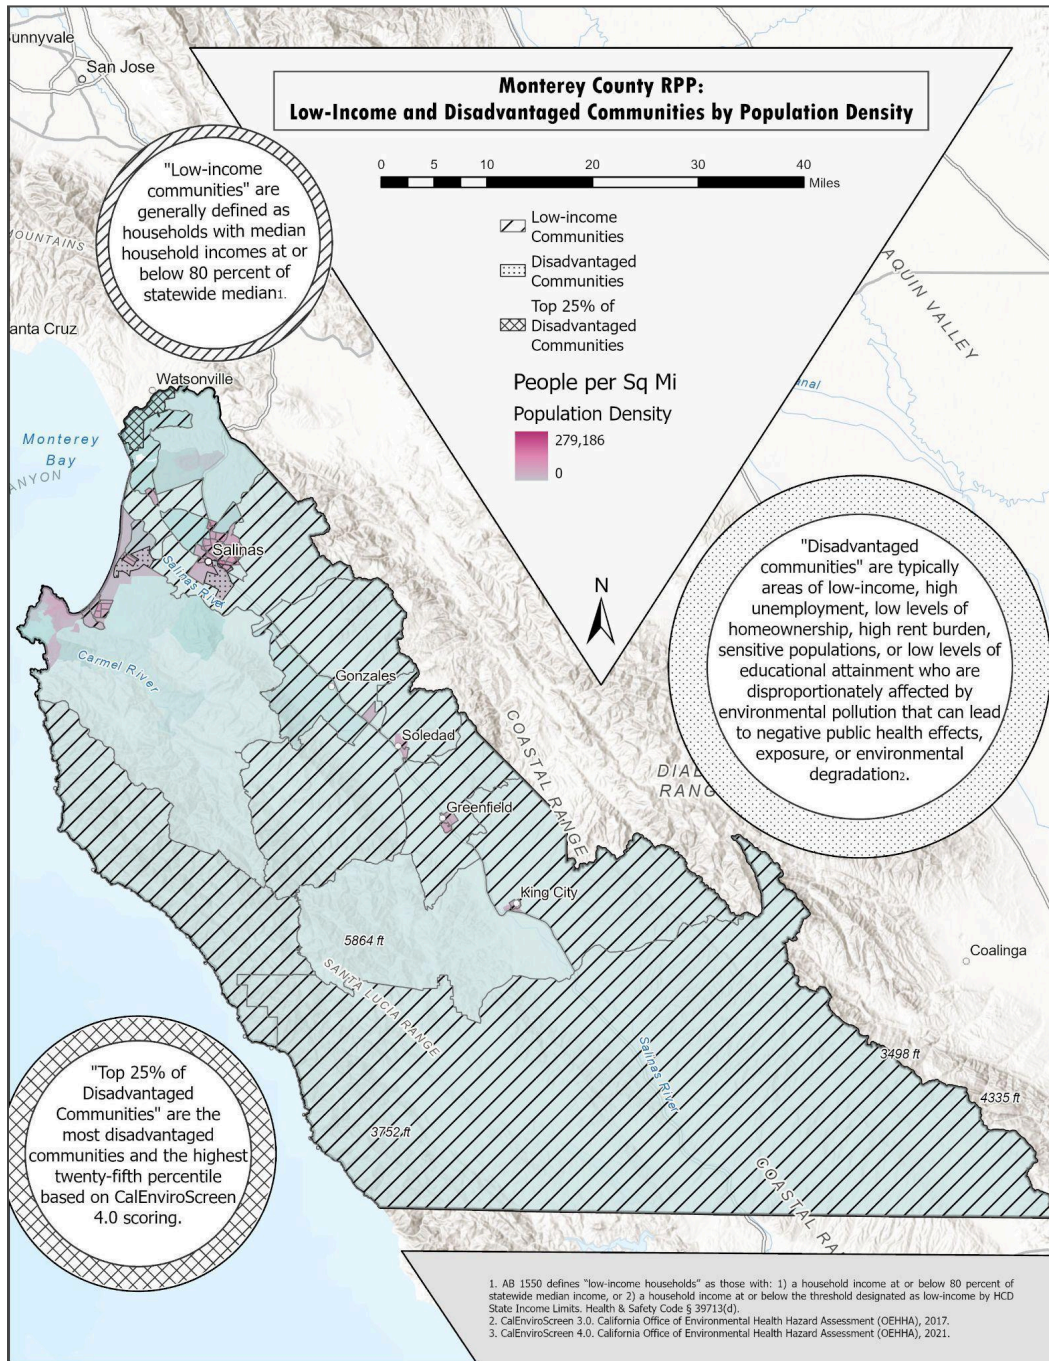 unnyvale
San Jose
Monterey County RPP:
Low-Income and Disadvantaged Communities by Population Density
0 5 10 20 30 40
Miles
"Low-income
communities" are
generally defined as
households with median
household incomes at or
below 80 percent of
statewide median1.
Low-income
Communities
Disadvantaged
Communities
Top 25% of
Disadvantaged
Communities
People per Sq Mi
Population Density
279,186
0
MOUNTAINS
AQUIN VALLEY
anta Cruz
Watsonville
anal
Monterey
Bay
ANYON
Salinas
Salinas River
N
"Disadvantaged
communities" are typically
areas of low-income, high
unemployment, low levels of
homeownership, high rent burden,
sensitive populations, or low levels of
educational attainment who are
disproportionately affected by
environmental pollution that can lead
to negative public health effects,
exposure, or environmental
degradation2.
Carmel River
Gonzales
Soledad
COASTAL RANGE
DIAB
RANG
Greenfield
King City
5864 ft
SANTA LUCIA RANGE
Coalinga
Salinas River
3498 ft
4335 ft
3752 ft
COASTAL RA
"Top 25% of
Disadvantaged
Communities" are the
most disadvantaged
communities and the highest
twenty-fifth percentile
based on CalEnviroScreen
4.0 scoring.
1. AB 1550 defines "low-income households" as those with: 1) a household income at or below 80 percent of
statewide median income, or 2) a household income at or below the threshold designated as low-income by HCD
State Income Limits. Health & Safety Code § 39713(d).
2. CalEnviroScreen 3.0. California Office of Environmental Health Hazard Assessment (OEHHA), 2017.
3. CalEnviroScreen 4.0. California Office of Environmental Health Hazard Assessment (OEHHA), 2021.